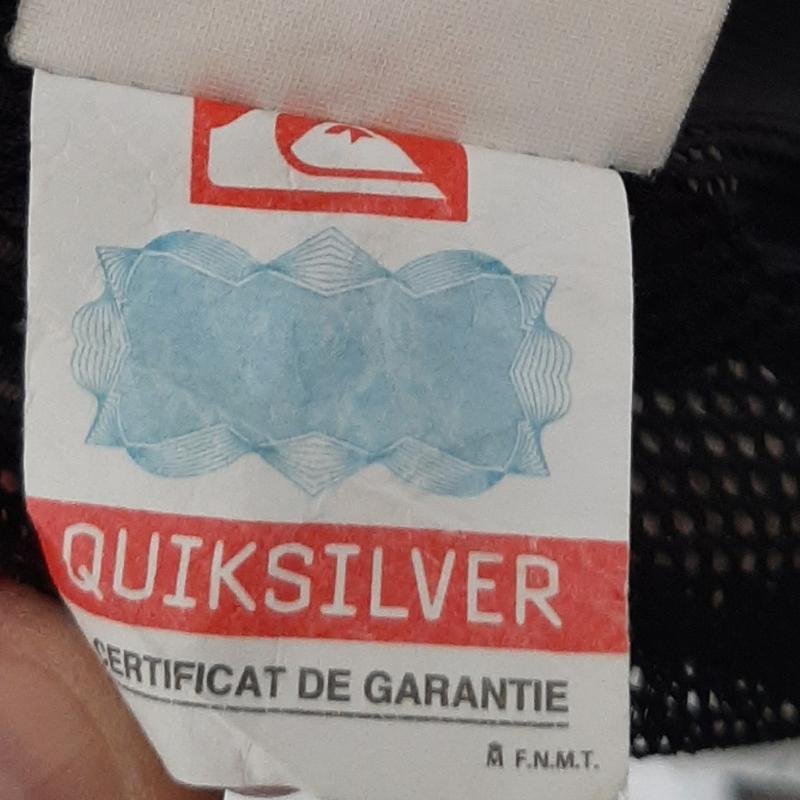 QUIKSILVER
CERTIFICAT DE GARANTIE
M F.N.M.T.